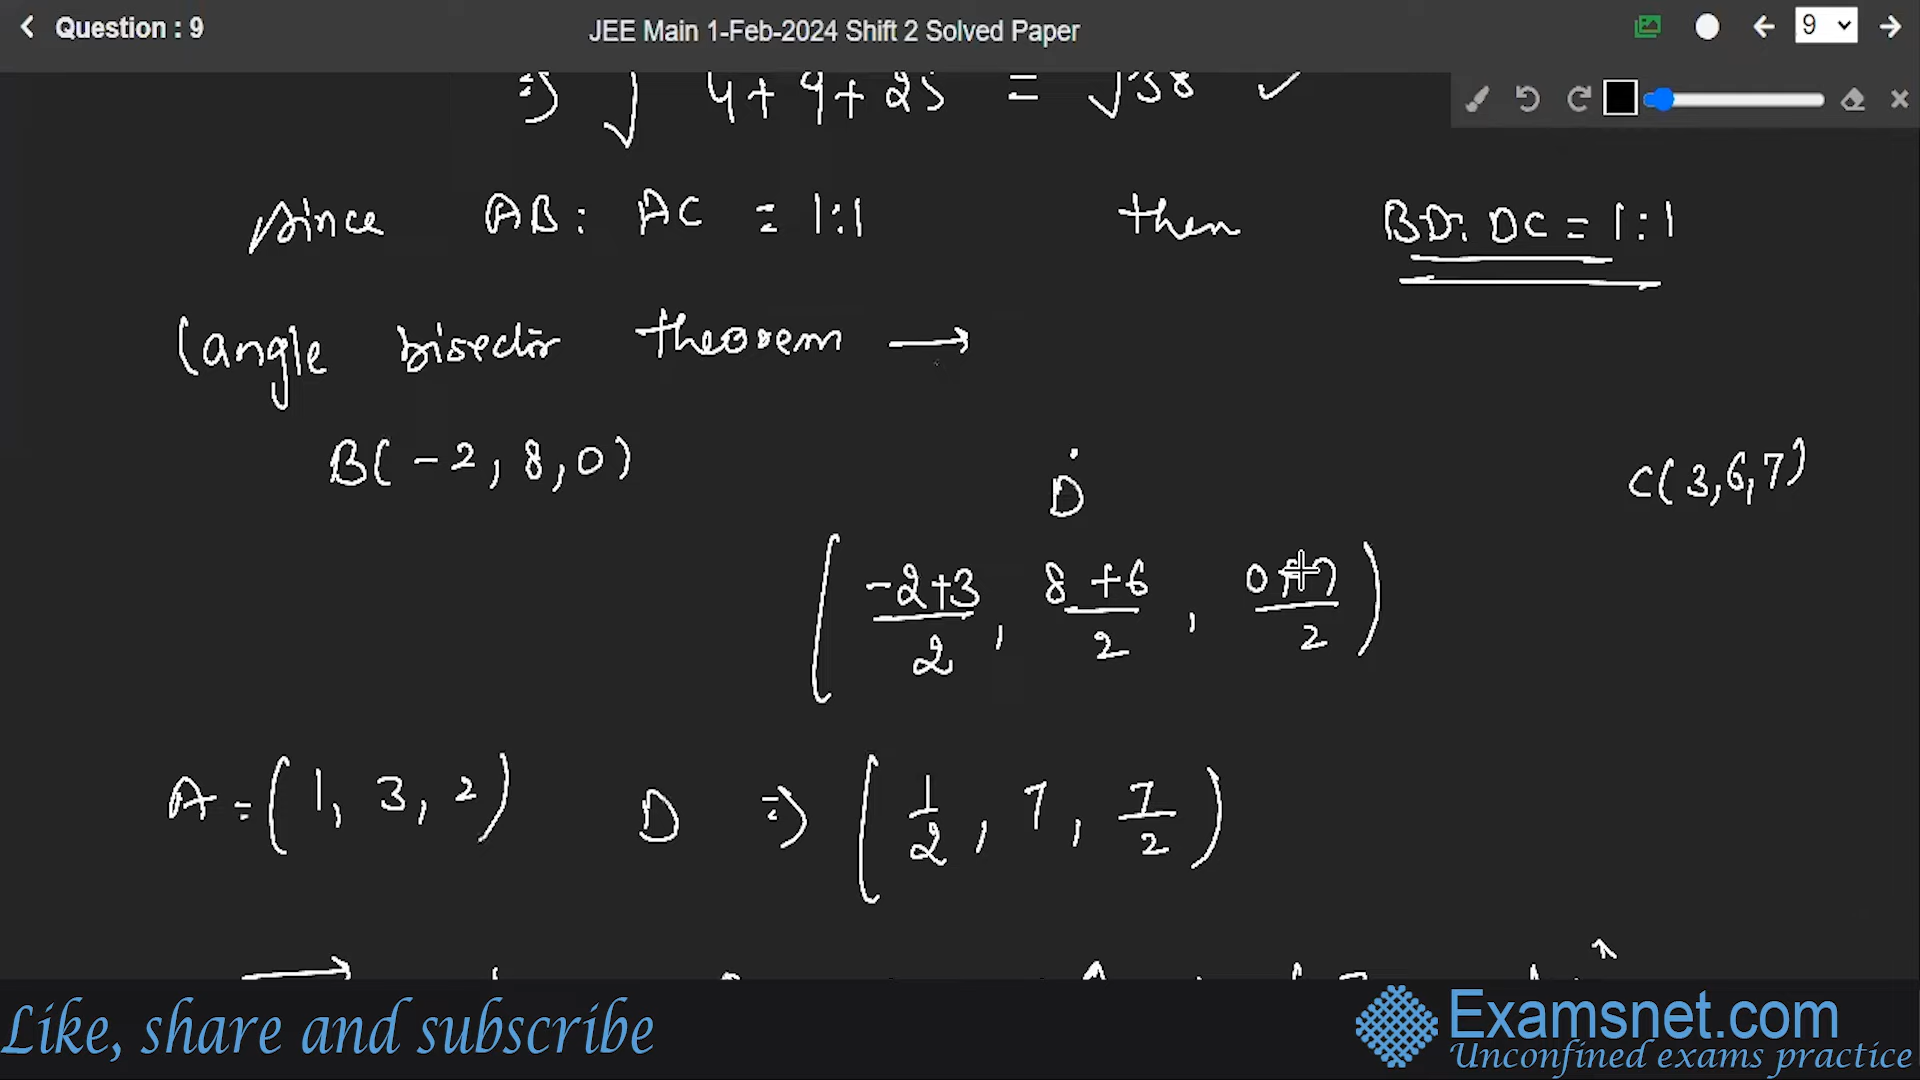 Question : 9
JEE Main 1-Feb-2024 Shift 2 Solved Paper
9
=) √ 4+9+25 = √38 ✓
since AB: AC = 1:1 then BD: DC = 1:1
(angle bisector theorem →
B(-2, 8, 0) D C(3,6,7)
( -2+3/2 , 8+6/2 , 0+7/2 )
A = (1, 3, 2) D =) ( 1/2 , 7 , 7/2 )
Like, share and subscribe
Examsnet.com
Unconfined exams practice